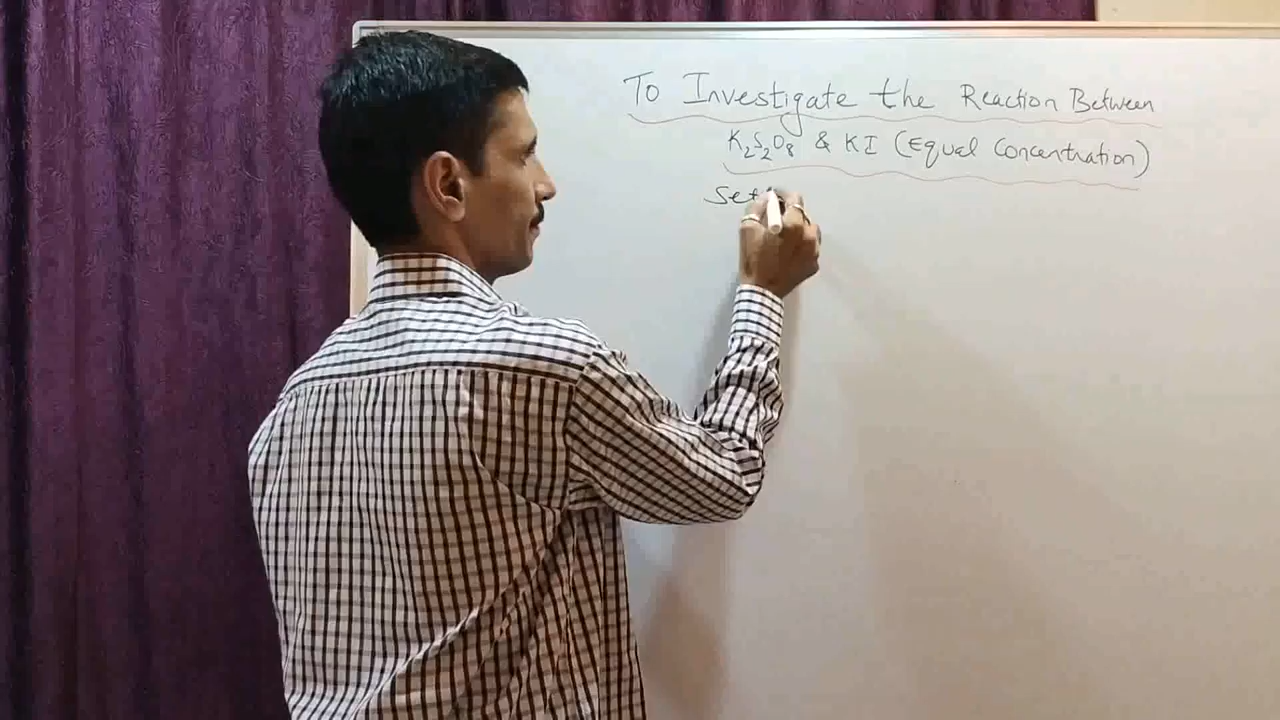 To Investigate the Reaction Between
K₂S₂O₈ & KI (Equal Concentration)